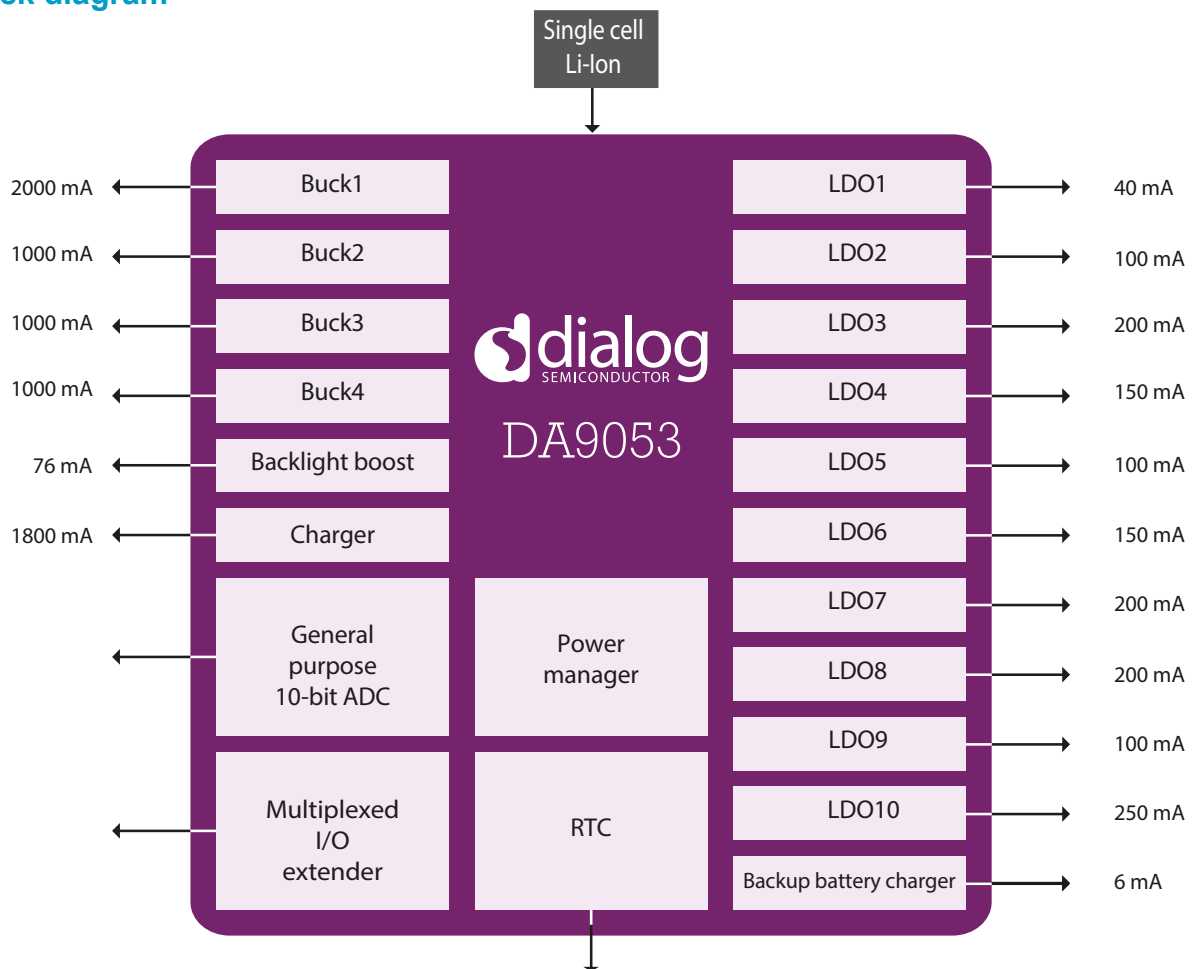 diagram
Single cell
Li-Ion
2000 mA
Buck1
1000 mA
Buck2
1000 mA
Buck3
1000 mA
Buck4
76 mA
Backlight boost
1800 mA
Charger
General
purpose
10-bit ADC
Multiplexed
I/O
extender
dialog
SEMICONDUCTOR
DA9053
Power
manager
RTC
LDO1
40 mA
LDO2
100 mA
LDO3
200 mA
LDO4
150 mA
LDO5
100 mA
LDO6
150 mA
LDO7
200 mA
LDO8
200 mA
LDO9
100 mA
LDO10
250 mA
Backup battery charger
6 mA